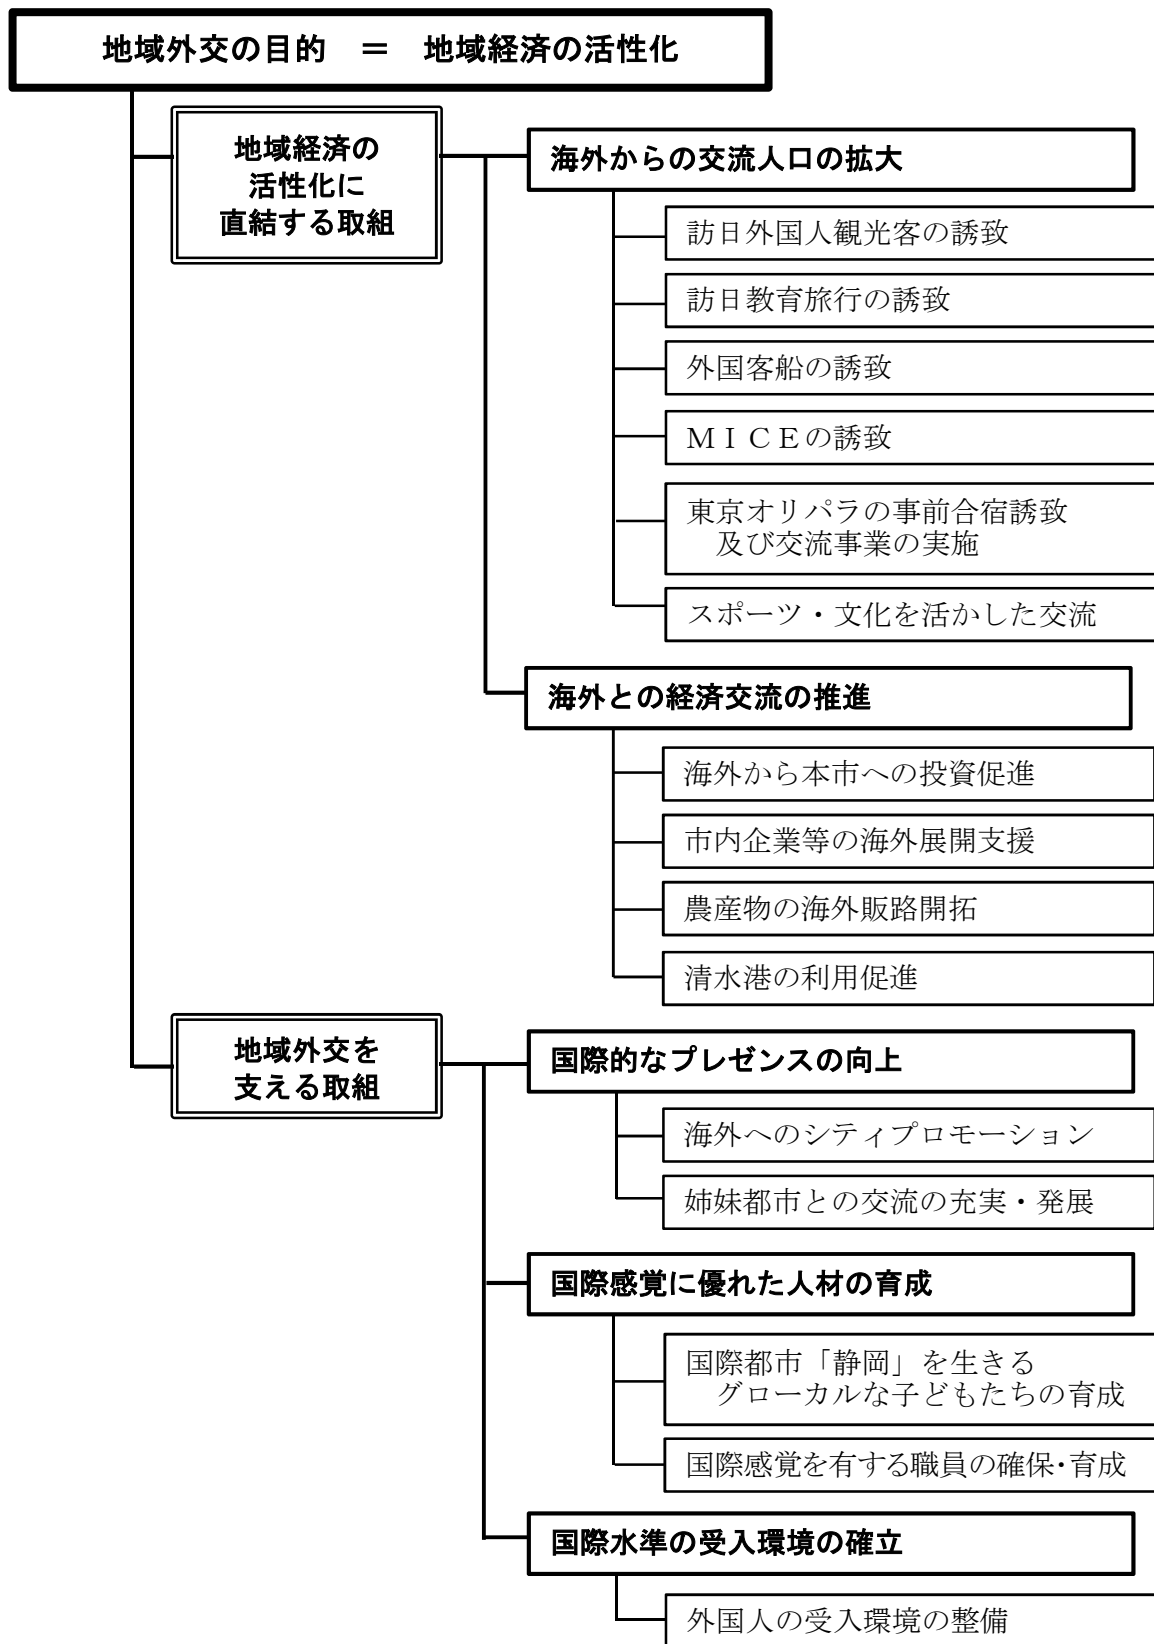 地域外交の目的　＝　地域経済の活性化
地域経済の
活性化に
直結する取組
海外からの交流人口の拡大
訪日外国人観光客の誘致
訪日教育旅行の誘致
外国客船の誘致
ＭＩＣＥの誘致
東京オリパラの事前合宿誘致
及び交流事業の実施
スポーツ・文化を活かした交流
海外との経済交流の推進
海外から本市への投資促進
市内企業等の海外展開支援
農産物の海外販路開拓
清水港の利用促進
地域外交を
支える取組
国際的なプレゼンスの向上
海外へのシティプロモーション
姉妹都市との交流の充実・発展
国際感覚に優れた人材の育成
国際都市「静岡」を生きる
グローカルな子どもたちの育成
国際感覚を有する職員の確保・育成
国際水準の受入環境の確立
外国人の受入環境の整備